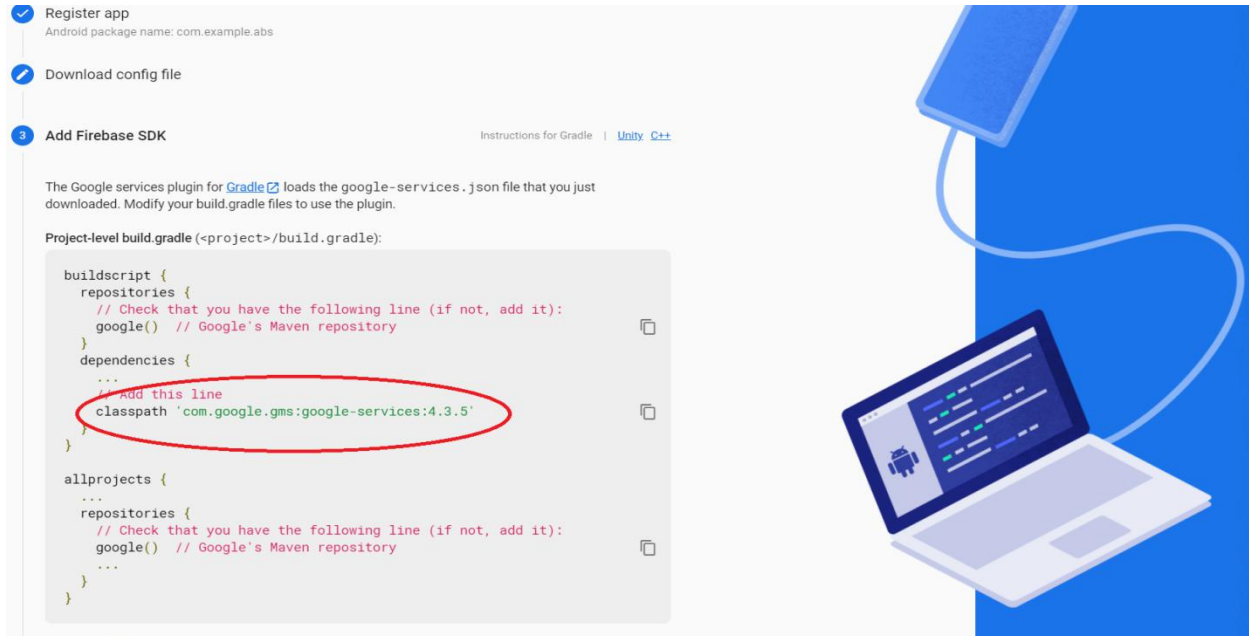 Register app
Android package name: com.example.abs
Download config file
3
Add Firebase SDK
Instructions for Gradle | Unity C++
The Google services plugin for Gradle loads the google-services.json file that you just
downloaded. Modify your build.gradle files to use the plugin.
Project-level build.gradle (<project>/build.gradle):
buildscript {
  repositories {
    // Check that you have the following line (if not, add it):
    google()  // Google's Maven repository
  }
  dependencies {
    ...
    // Add this line
    classpath 'com.google.gms:google-services:4.3.5'
  }
}
allprojects {
  ...
  repositories {
    // Check that you have the following line (if not, add it):
    google()  // Google's Maven repository
    ...
  }
}